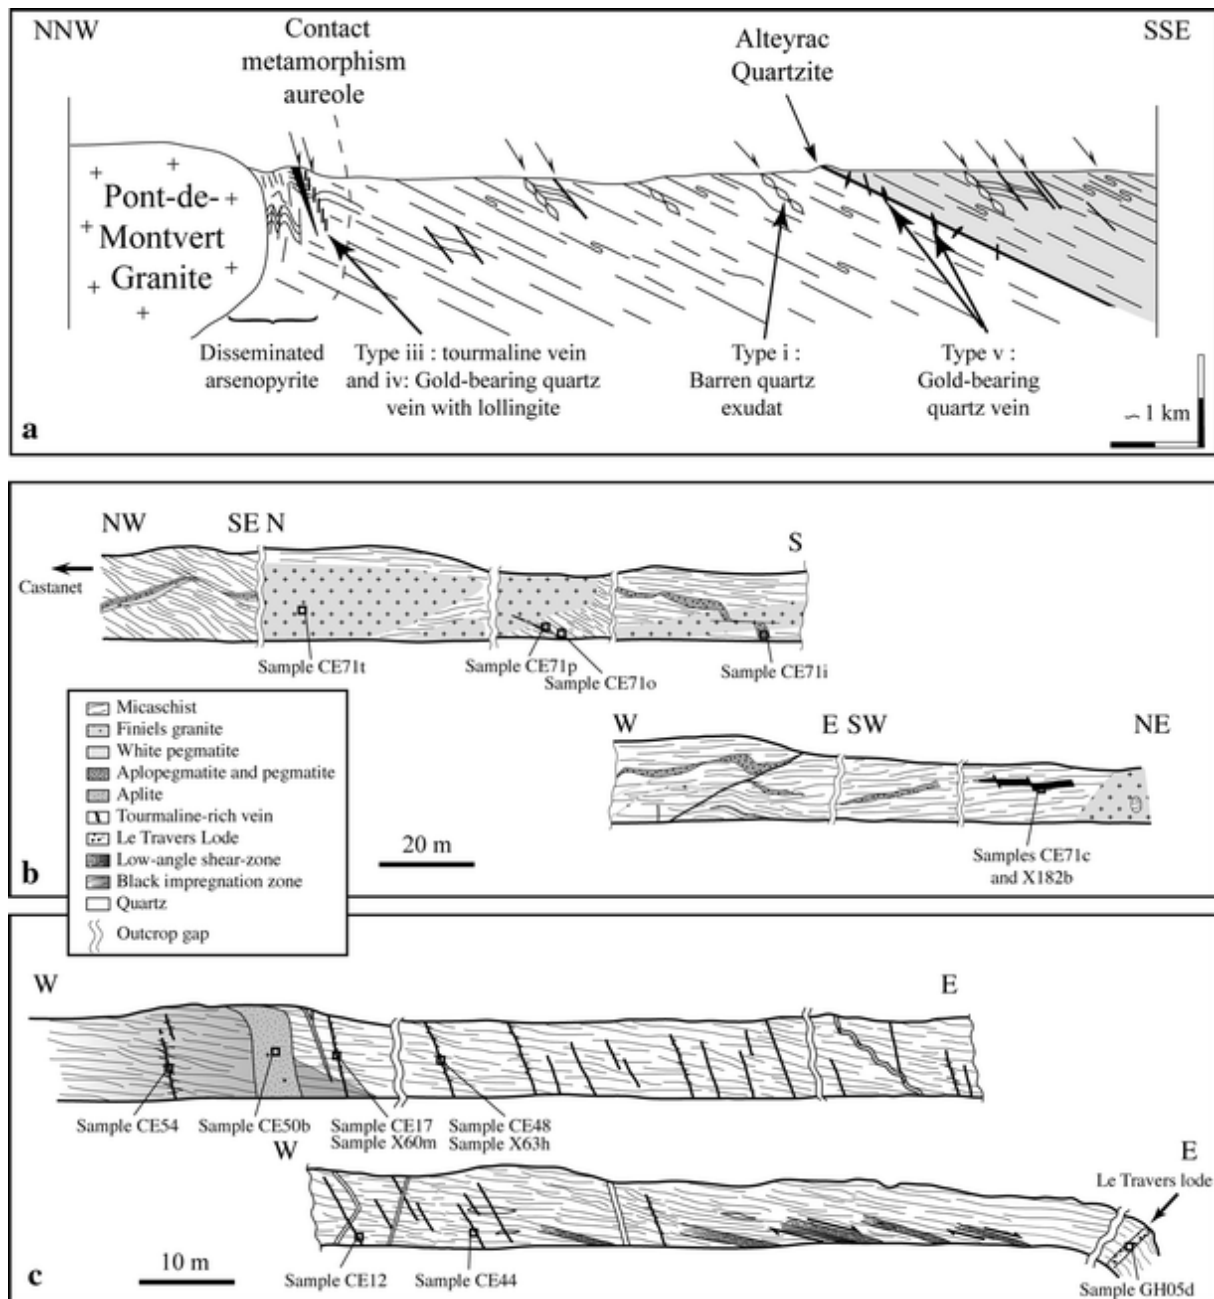 NNW
Contact
metamorphism
aureole
Alteyrac
Quartzite
SSE
Pont-de-
Montvert
Granite
Disseminated
arsenopyrite
Type iii : tourmaline vein
and iv: Gold-bearing quartz
vein with lollingite
Type i :
Barren quartz
exudat
Type v :
Gold-bearing
quartz vein
~ 1 km
a
NW
SE N
S
Castanet
Sample CE71t
Sample CE71p
Sample CE71o
Sample CE71i
W
E SW
NE
Samples CE71c
and X182b
20 m
b
Micaschist
Finiels granite
White pegmatite
Aplopegmatite and pegmatite
Aplite
Tourmaline-rich vein
Le Travers Lode
Low-angle shear-zone
Black impregnation zone
Quartz
Outcrop gap
W
E
Sample CE54
Sample CE50b
Sample CE17
Sample X60m
Sample CE48
Sample X63h
W
E
Le Travers lode
Sample CE12
Sample CE44
Sample GH05d
10 m
c